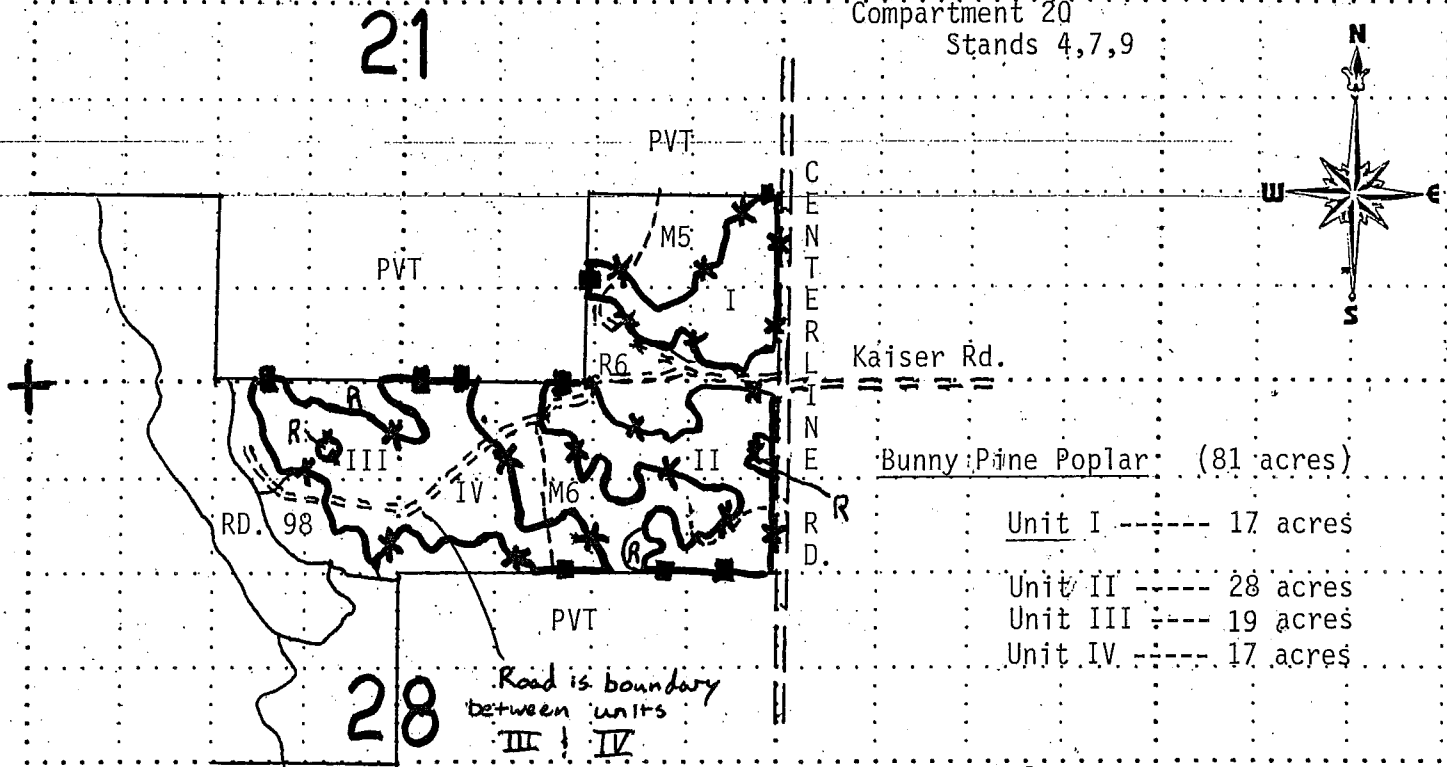 21
Compartment 20
Stands 4,7,9
N
W
E
S
PVT
CENTERLINE RD.
M5
PVT
I
R6
Kaiser Rd.
R
R
III
II
IV
M6
R
RD. 98
R
Bunny Pine Poplar (81 acres)
Unit I ------ 17 acres
Unit II ----- 28 acres
Unit III ---- 19 acres
Unit IV ----- 17 acres
PVT
28
Road is boundary
between units
III & IV